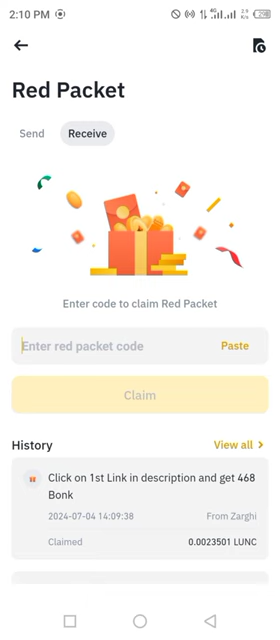 2:10 PM
Red Packet
Send Receive
Enter code to claim Red Packet
Enter red packet code Paste
Claim
History View all
Click on 1st Link in description and get 468
Bonk
2024-07-04 14:09:38 From Zarghi
Claimed 0.0023501 LUNC